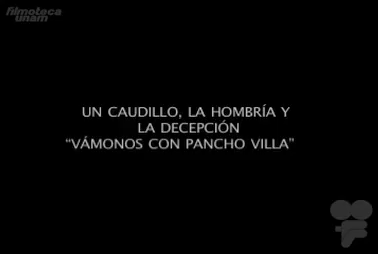 filmoteca
unam
UN CAUDILLO, LA HOMBRÍA Y
LA DECEPCIÓN
“VÁMONOS CON PANCHO VILLA”